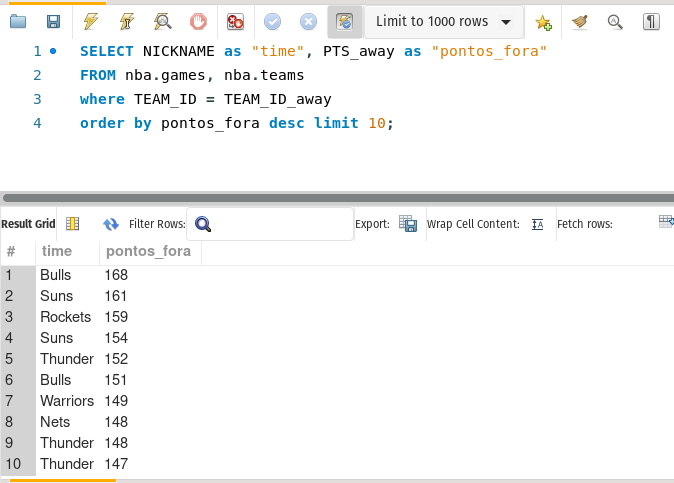 Limit to 1000 rows
1 SELECT NICKNAME as "time", PTS_away as "pontos_fora"
2 FROM nba.games, nba.teams
3 where TEAM_ID = TEAM_ID_away
4 order by pontos_fora desc limit 10;
Result Grid Filter Rows: Export: Wrap Cell Content: Fetch rows:
# time pontos_fora
1 Bulls 168
2 Suns 161
3 Rockets 159
4 Suns 154
5 Thunder 152
6 Bulls 151
7 Warriors 149
8 Nets 148
9 Thunder 148
10 Thunder 147